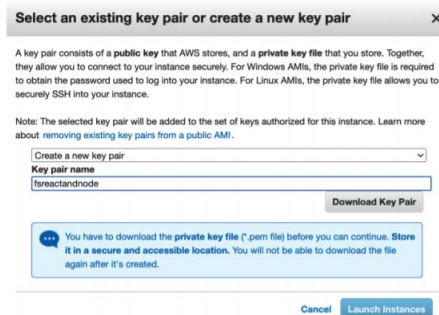 Select an existing key pair or create a new key pair ×
A key pair consists of a public key that AWS stores, and a private key file that you store. Together,
they allow you to connect to your instance securely. For Windows AMIs, the private key file is required
to obtain the password used to log into your instance. For Linux AMIs, the private key file allows you to
securely SSH into your instance.
Note: The selected key pair will be added to the set of keys authorized for this instance. Learn more
about removing existing key pairs from a public AMI.
Create a new key pair
Key pair name
fsreactandnode
Download Key Pair
You have to download the private key file (*.pem file) before you can continue. Store
it in a secure and accessible location. You will not be able to download the file
again after it's created.
Cancel Launch Instances